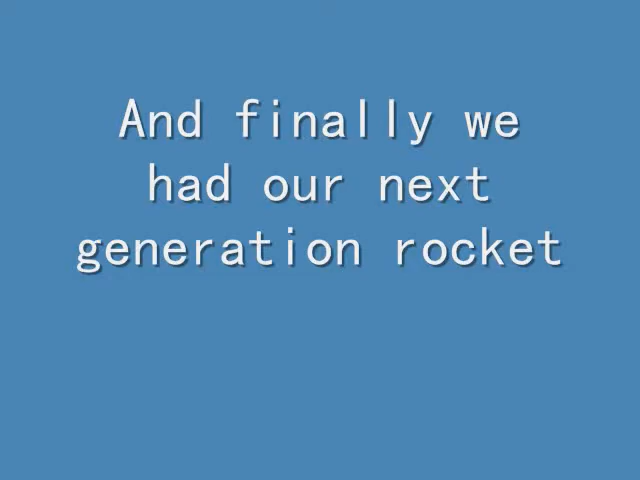 And finally we
had our next
generation rocket